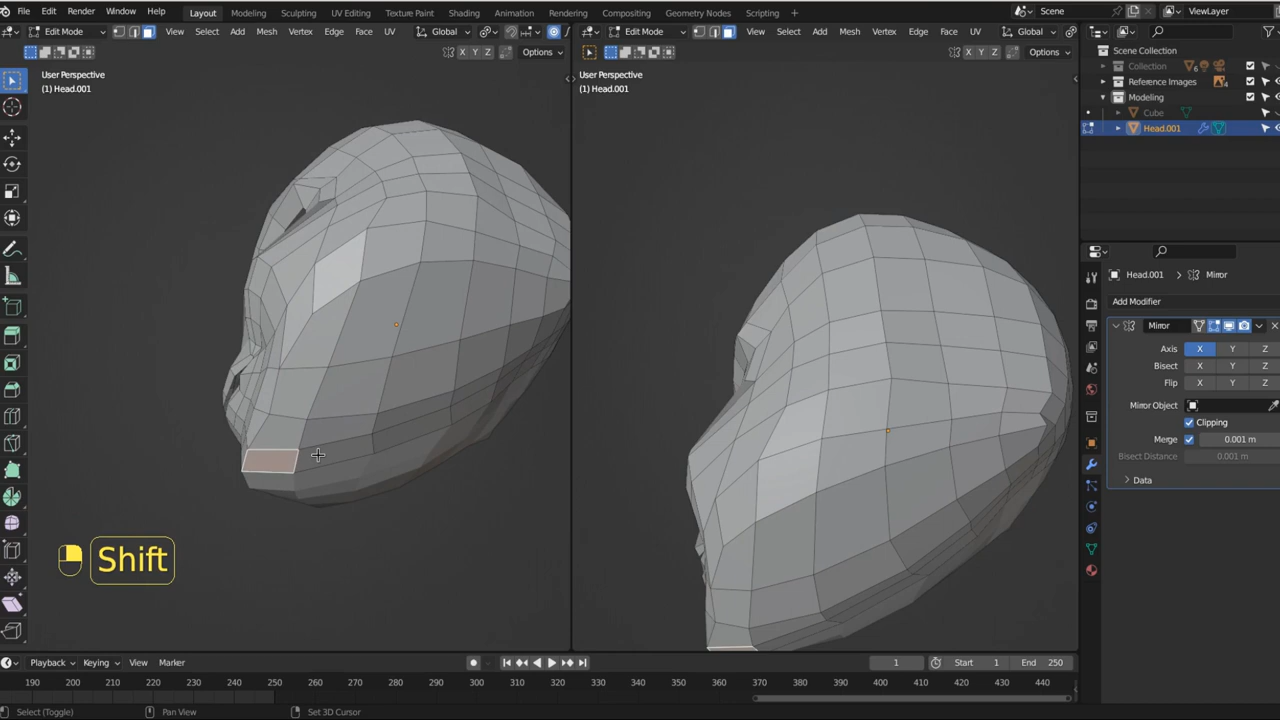 File Edit Render Window Help Layout Modeling Sculpting UV Editing Texture Paint Shading Animation Rendering Compositing Geometry Nodes Scripting + Scene ViewLayer
Edit Mode View Select Add Mesh Vertex Edge Face UV Global Edit Mode View Select Add Mesh Vertex Edge Face UV Global
X Y Z Options X Y Z Options
Scene Collection
Collection 6
Reference Images 4
Modeling
Cube
Head.001
User Perspective
(1) Head.001
User Perspective
(1) Head.001
Head.001 > Mirror
Add Modifier
Mirror
Axis X Y Z
Bisect X Y Z
Flip X Y Z
Mirror Object
Clipping
Merge 0.001 m
Bisect Distance 0.001 m
Data
Shift
Playback Keying View Marker 1 Start 1 End 250
190 200 210 220 230 240 250 260 270 280 290 300 310 320 330 340 350 360 370 380 390 400 410 420 430 440
Select (Toggle) Pan View Set 3D Cursor